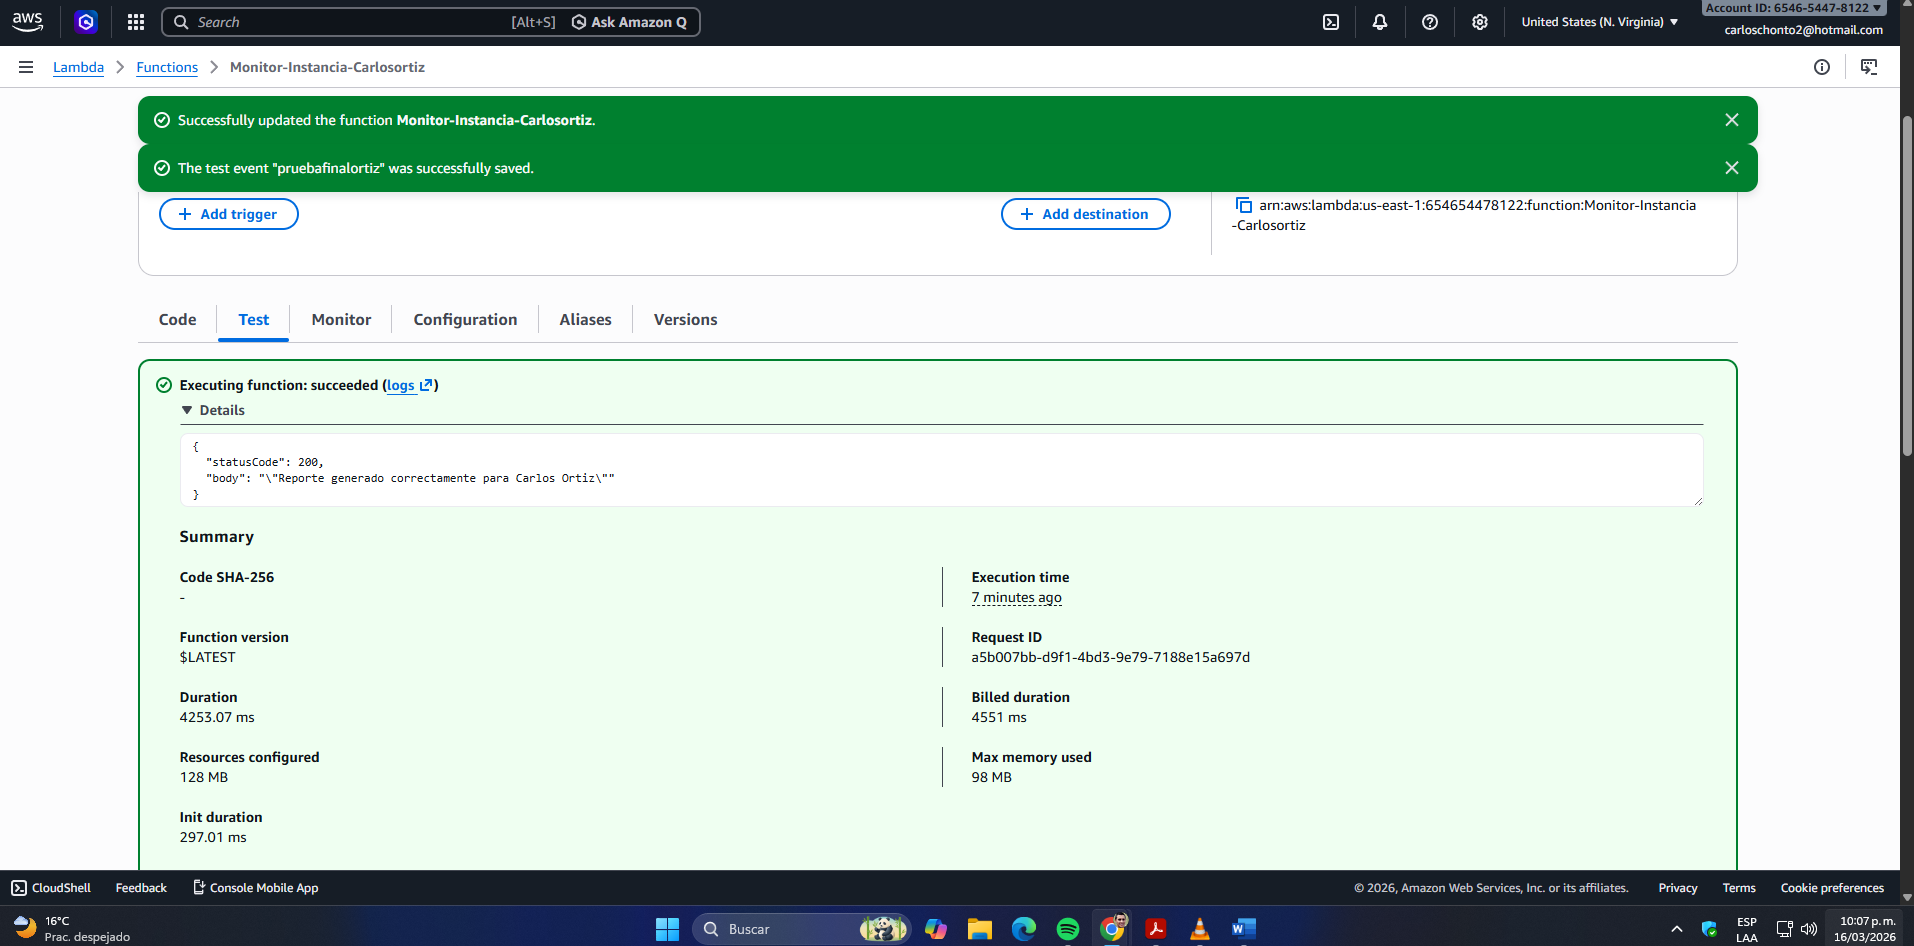 aws
Search
[Alt+S]
Ask Amazon Q
United States (N. Virginia)
Account ID: 6546-5447-8122
carloschonto2@hotmail.com
Lambda
Functions
Monitor-Instancia-Carlosortiz
Successfully updated the function Monitor-Instancia-Carlosortiz.
The test event "pruebafinalortiz" was successfully saved.
+ Add trigger
+ Add destination
arn:aws:lambda:us-east-1:654654478122:function:Monitor-Instancia
-Carlosortiz
Code
Test
Monitor
Configuration
Aliases
Versions
Executing function: succeeded (logs)
Details
{
"statusCode": 200,
"body": "\"Reporte generado correctamente para Carlos Ortiz\""
}
Summary
Code SHA-256
-
Execution time
7 minutes ago
Function version
$LATEST
Request ID
a5b007bb-d9f1-4bd3-9e79-7188e15a697d
Duration
4253.07 ms
Billed duration
4551 ms
Resources configured
128 MB
Max memory used
98 MB
Init duration
297.01 ms
CloudShell
Feedback
Console Mobile App
© 2026, Amazon Web Services, Inc. or its affiliates.
Privacy
Terms
Cookie preferences
16°C
Prac. despejado
Buscar
ESP
LAA
10:07 p. m.
16/03/2026